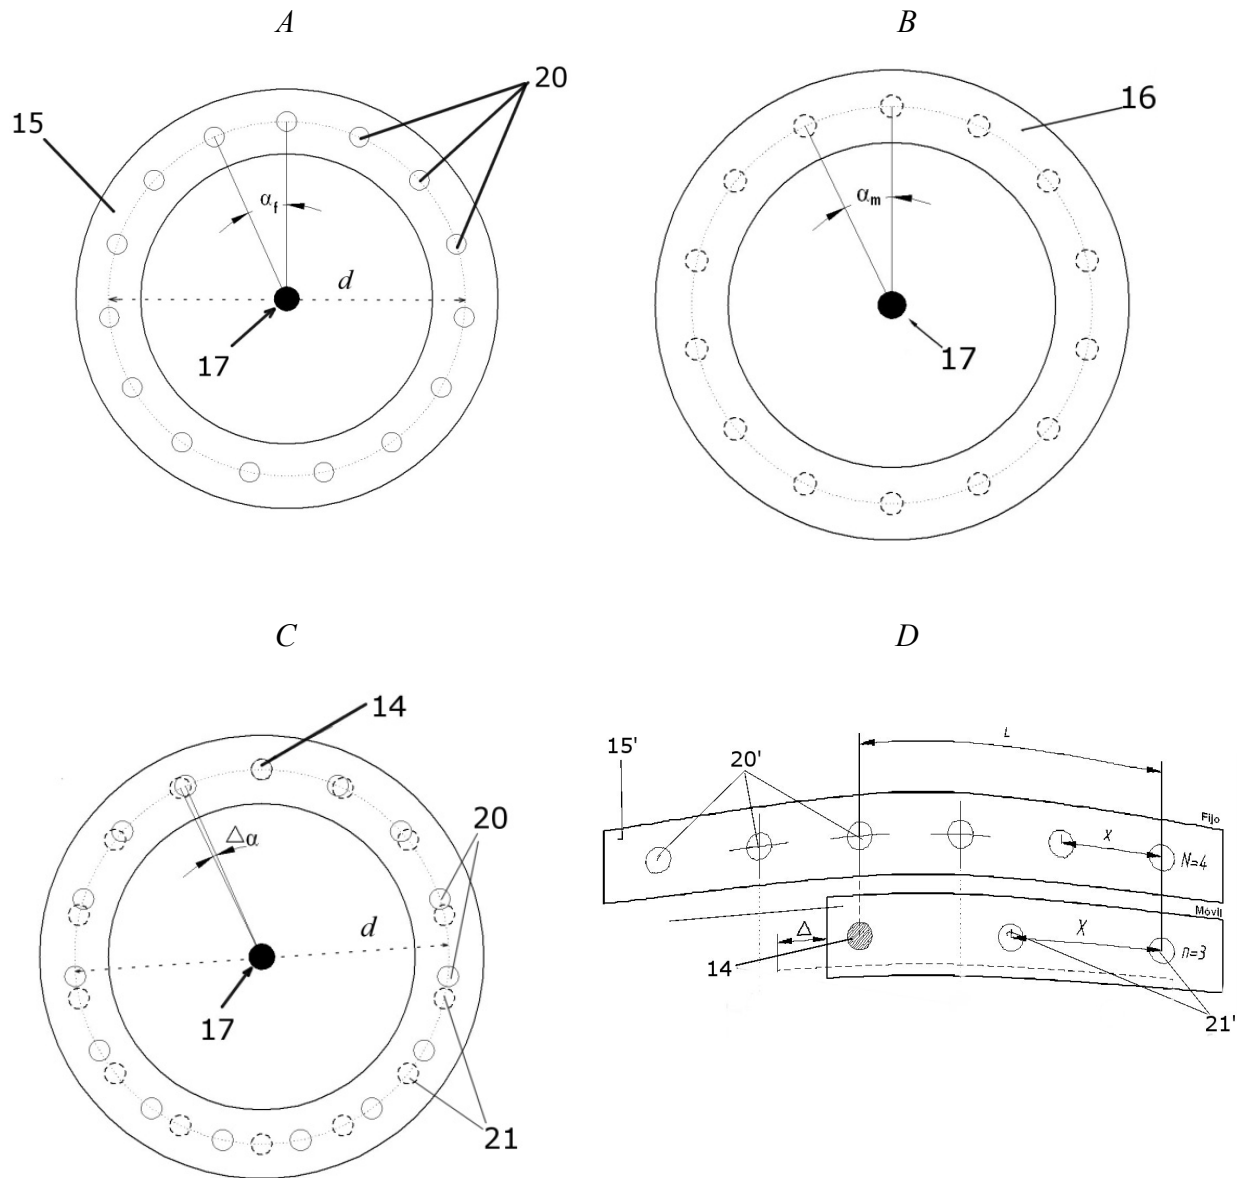 A
20
15
α_f
d
17
B
16
α_m
17
C
14
20
Δα
d
17
21
D
L
15'
20'
Fijo
x
N=4
Móvil
Δ
X
n=3
14
21'